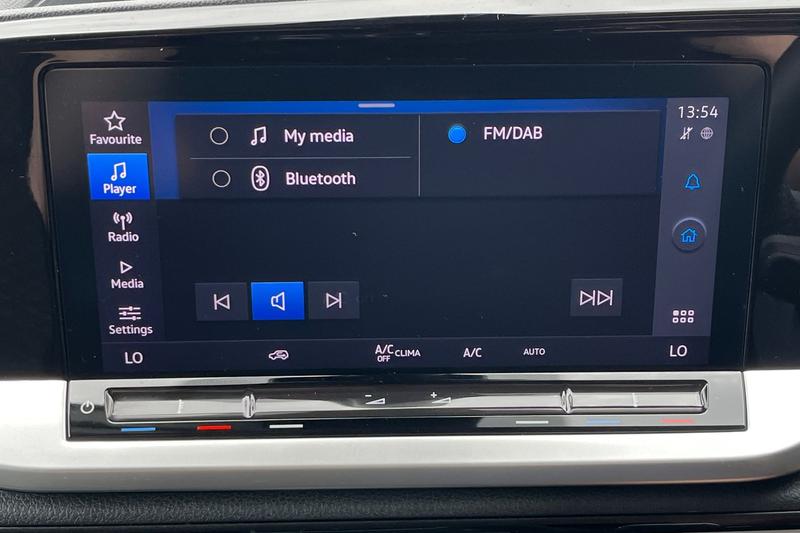 Favourite
Player
Radio
Media
Settings
My media
Bluetooth
FM/DAB
13:54
LO
A/C
OFF
CLIMA
A/C
AUTO
LO